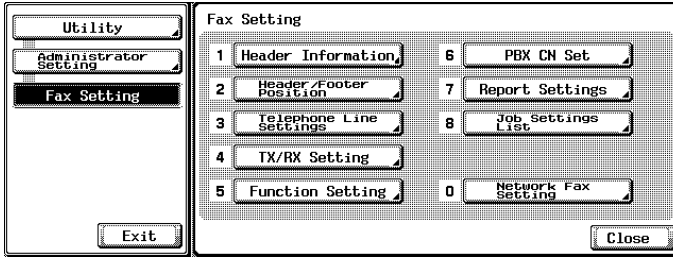 Utility
Administrator
Setting
Fax Setting
Exit
Fax Setting
1 Header Information
2 Header/Footer
Position
3 Telephone Line
Settings
4 TX/RX Setting
5 Function Setting
6 PBX CN Set
7 Report Settings
8 Job Settings
List
0 Network Fax
Setting
Close